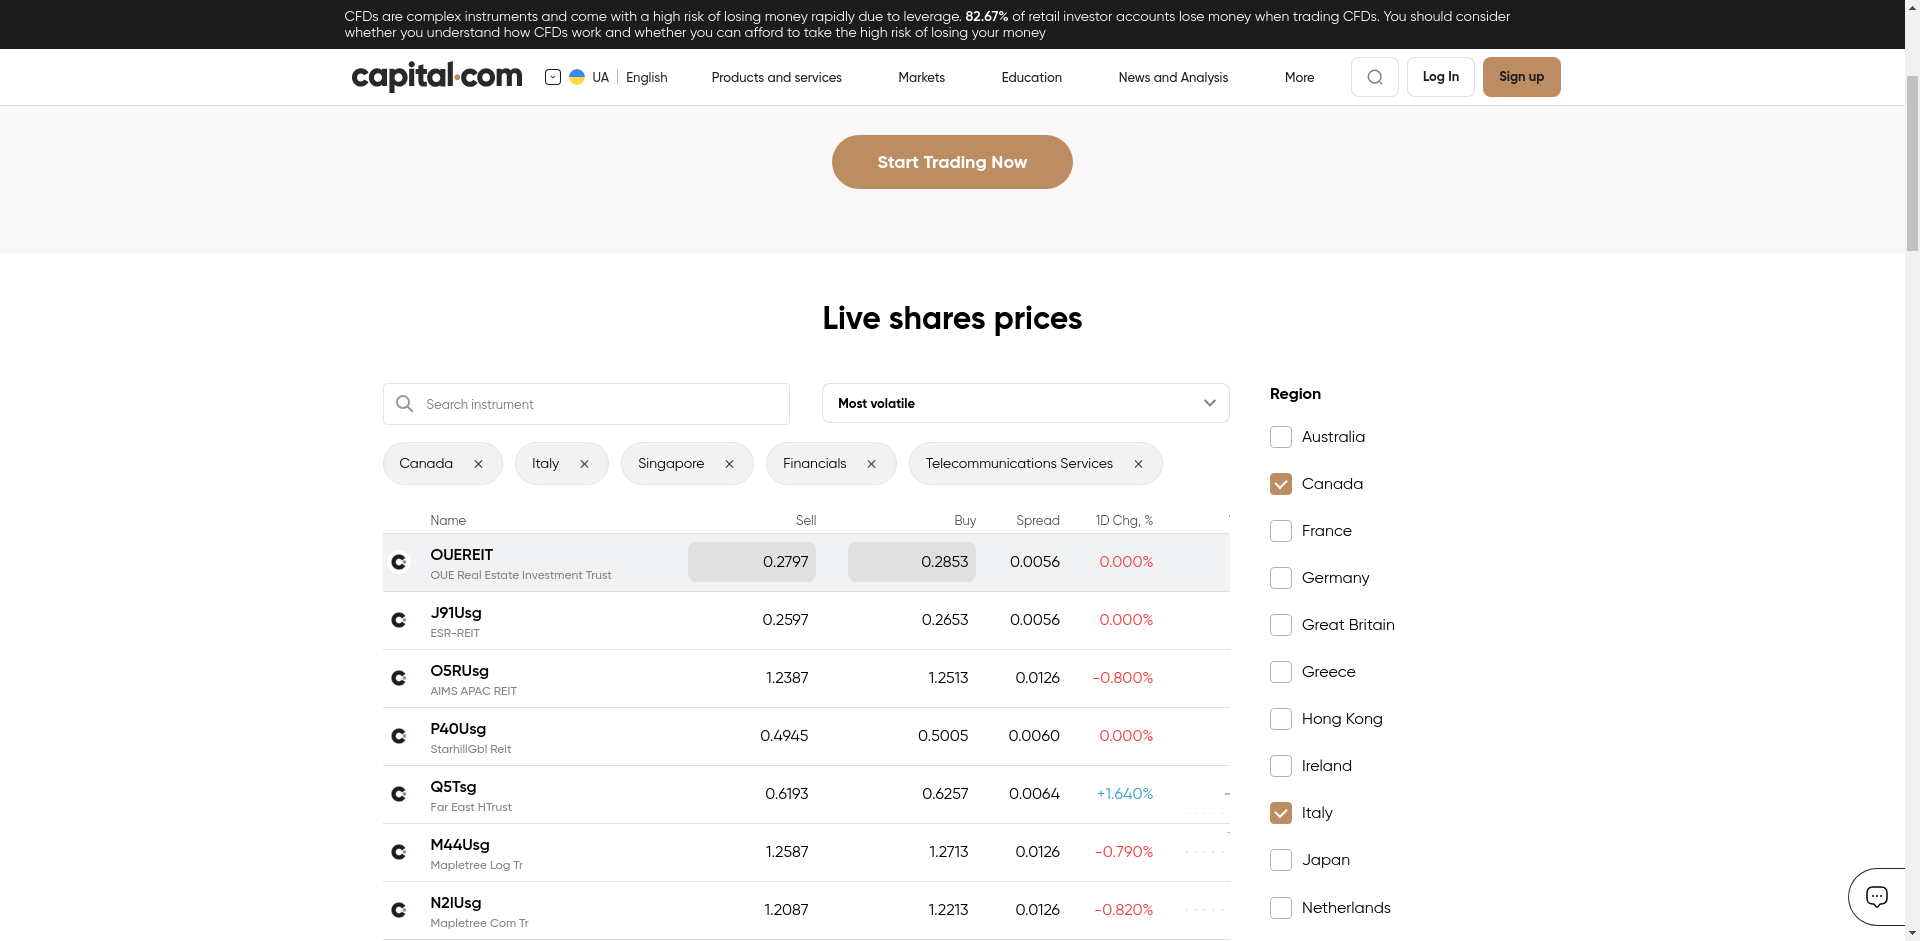 CFDs are complex instruments and come with a high risk of losing money rapidly due to leverage. 82.67% of retail investor accounts lose money when trading CFDs. You should consider
whether you understand how CFDs work and whether you can afford to take the high risk of losing your money
capital.com UA English Products and services Markets Education News and Analysis More Log In Sign up
Start Trading Now
Live shares prices
Search instrument
Most volatile
Canada Italy Singapore Financials Telecommunications Services
Name Sell Buy Spread 1D Chg, %
OUEREIT
OUE Real Estate Investment Trust
0.2797 0.2853 0.0056 0.000%
J91Usg
ESR-REIT
0.2597 0.2653 0.0056 0.000%
O5RUsg
AIMS APAC REIT
1.2387 1.2513 0.0126 -0.800%
P40Usg
StarhillGbl Reit
0.4945 0.5005 0.0060 0.000%
Q5Tsg
Far East HTrust
0.6193 0.6257 0.0064 +1.640%
M44Usg
Mapletree Log Tr
1.2587 1.2713 0.0126 -0.790%
N2IUsg
Mapletree Com Tr
1.2087 1.2213 0.0126 -0.820%
Region
Australia
Canada
France
Germany
Great Britain
Greece
Hong Kong
Ireland
Italy
Japan
Netherlands